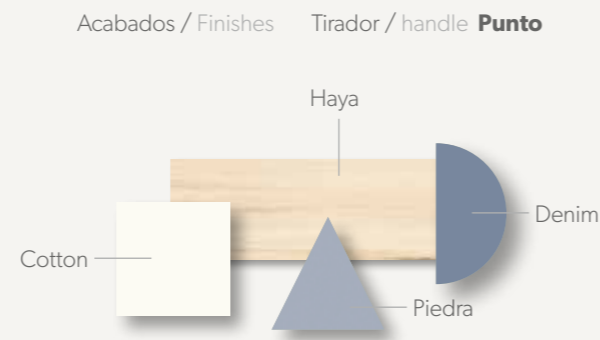 Acabados / Finishes Tirador / handle Punto
Haya
Denim
Cotton
Piedra